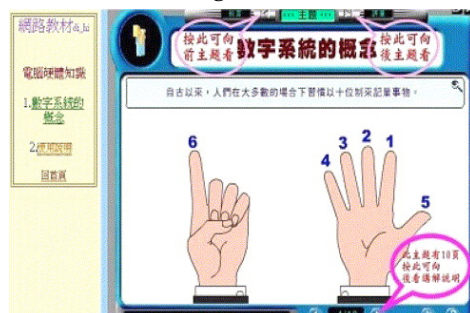 網路教材
電腦硬體知識
1.數字系統的
概念
2.使用說明
回首頁
主題
按此可向
前主題看
數字系統的概念
按此可向
後主題看
自古以來，人們在大多數的場合下習慣以十位制來記量事物。
6
4
3
2
1
5
此主題有10頁
按此可向
後看講解說明